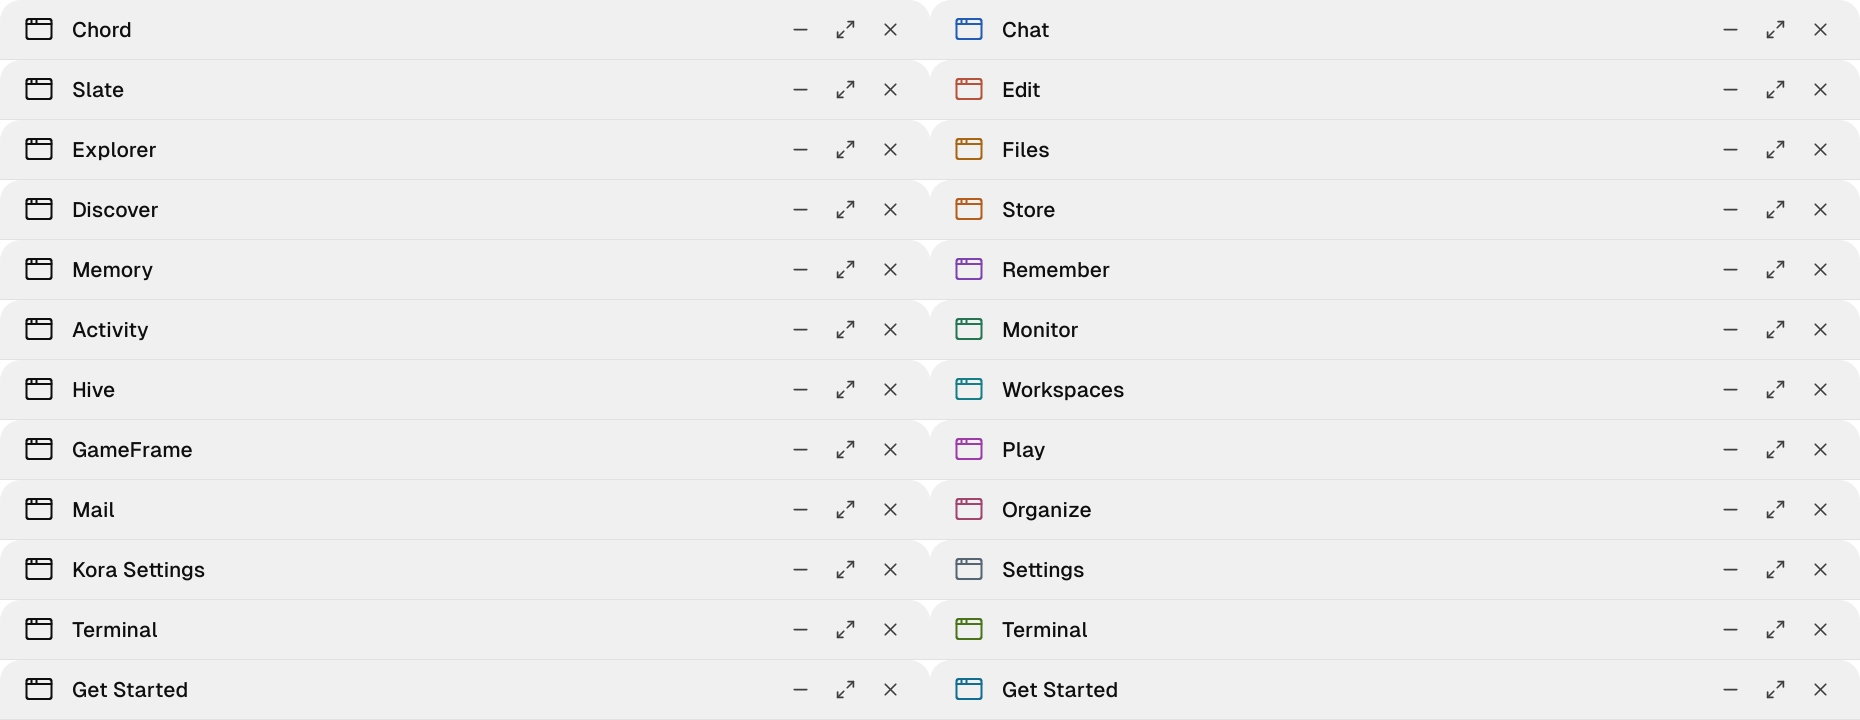 Chord
Chat
Slate
Edit
Explorer
Files
Discover
Store
Memory
Remember
Activity
Monitor
Hive
Workspaces
GameFrame
Play
Mail
Organize
Kora Settings
Settings
Terminal
Terminal
Get Started
Get Started